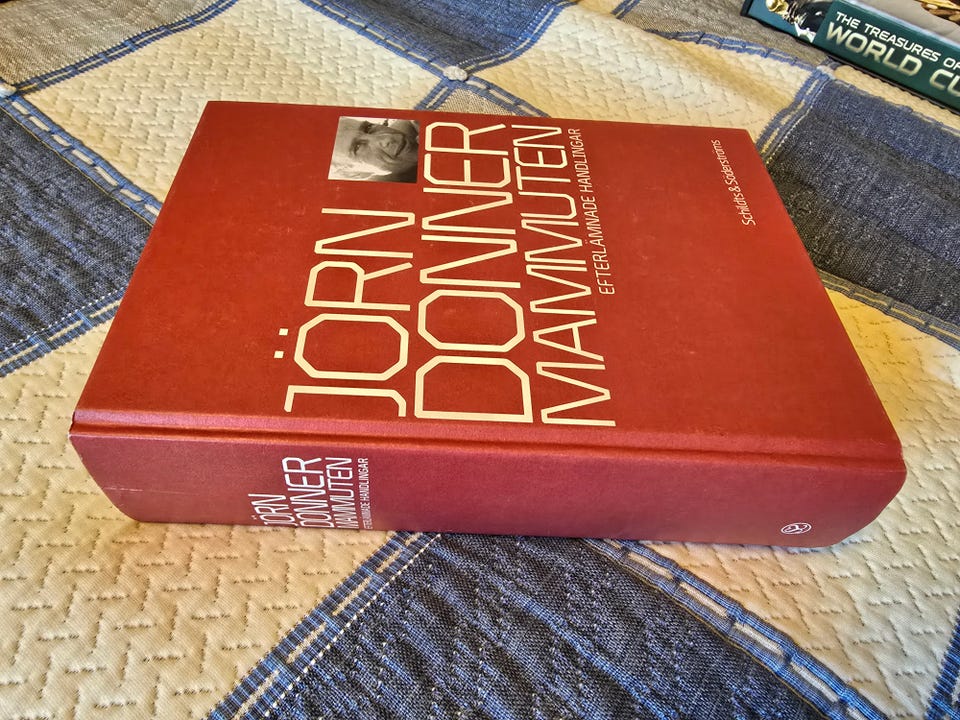 JÖRN
DONNER
MAMMUTEN
EFTERLÄMNADE HANDLINGAR
Schildts & Söderströms
JÖRN
DONNER
MAMMUTEN
EFTERLÄMNADE HANDLINGAR
THE TREASURES OF
WORLD CU